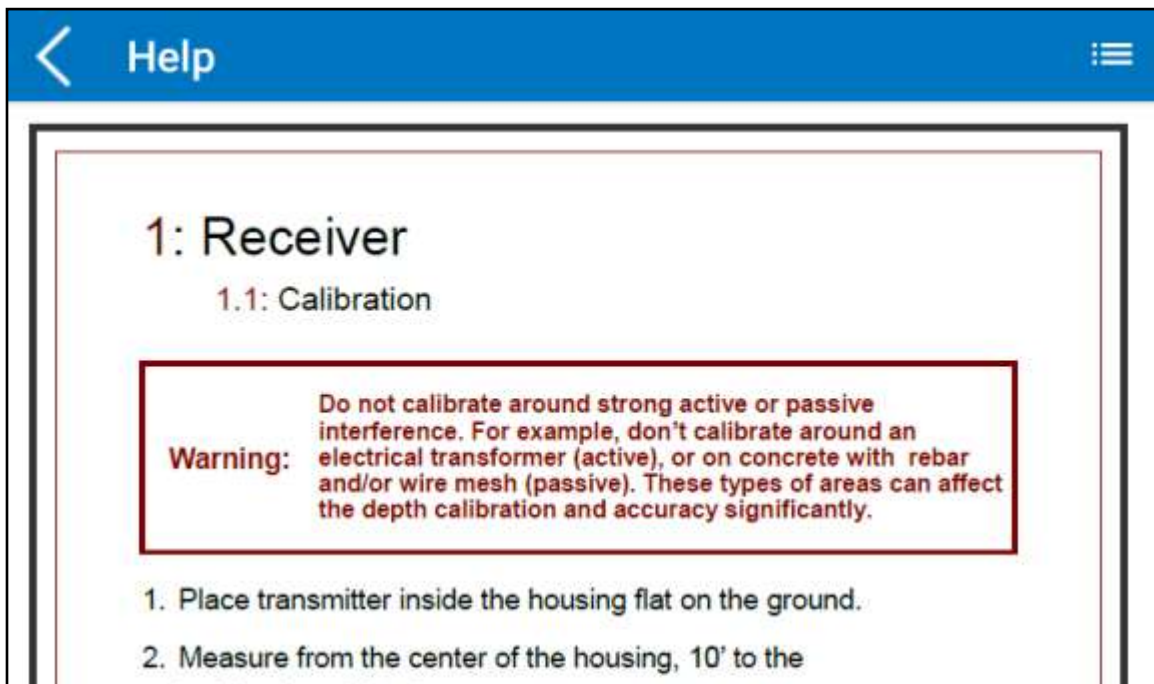 Help
1: Receiver
1.1: Calibration
Do not calibrate around strong active or passive
interference. For example, don't calibrate around an
Warning: electrical transformer (active), or on concrete with rebar
and/or wire mesh (passive). These types of areas can affect
the depth calibration and accuracy significantly.
1. Place transmitter inside the housing flat on the ground.
2. Measure from the center of the housing, 10' to the